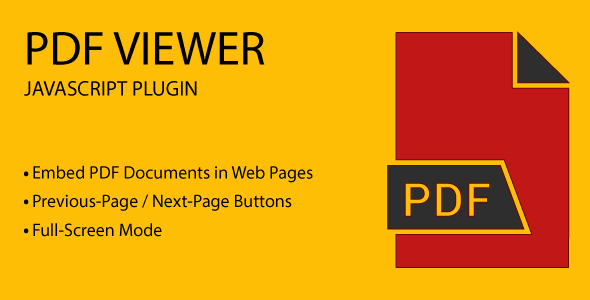 PDF VIEWER
JAVASCRIPT PLUGIN
• Embed PDF Documents in Web Pages
• Previous-Page / Next-Page Buttons
• Full-Screen Mode
PDF